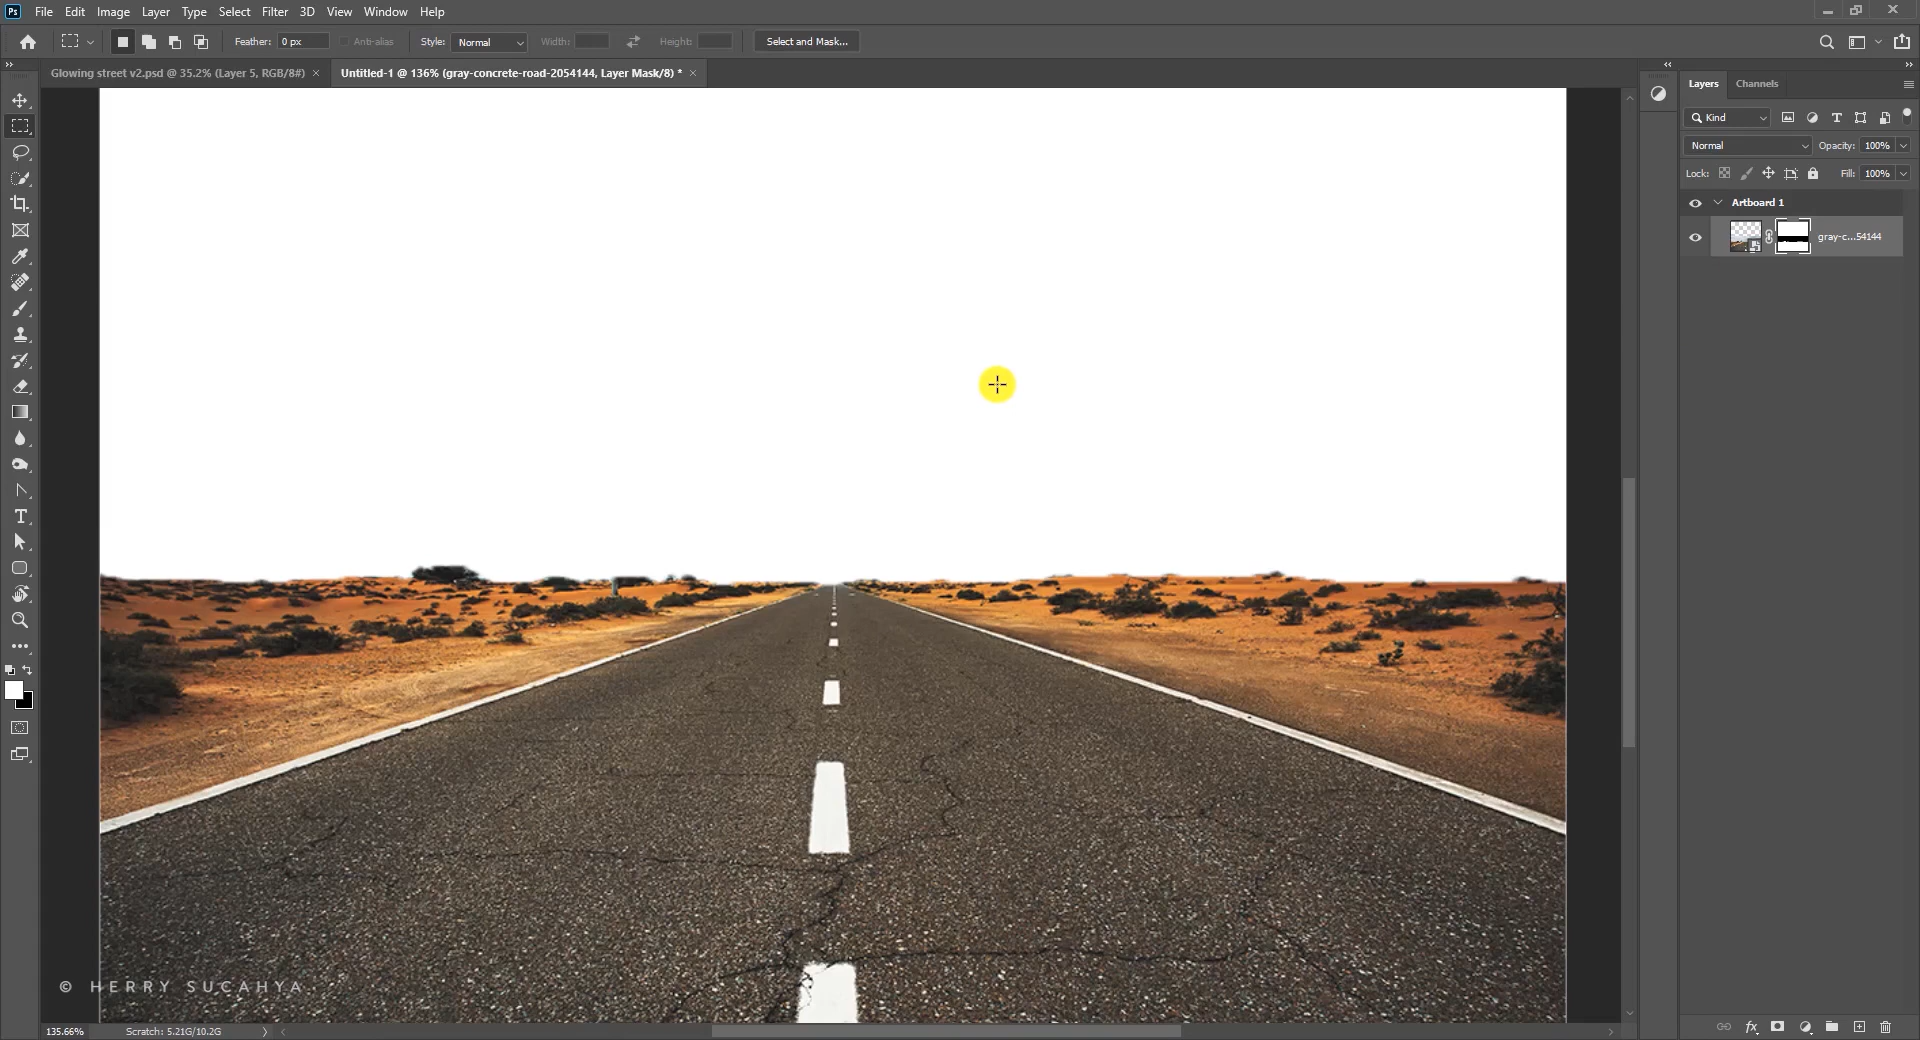 Ps File Edit Image Layer Type Select Filter 3D View Window Help
Feather: 0 px Anti-alias Style: Normal Width: Height: Select and Mask...
Glowing street v2.psd @ 35.2% (Layer 5, RGB/8#) × Untitled-1 @ 136% (gray-concrete-road-2054144, Layer Mask/8) * ×
Layers Channels
Kind
Normal Opacity: 100%
Lock: Fill: 100%
Artboard 1
gray-c...54144
© HERRY SUCAHYA
135.66% Scratch: 5.21G/10.2G